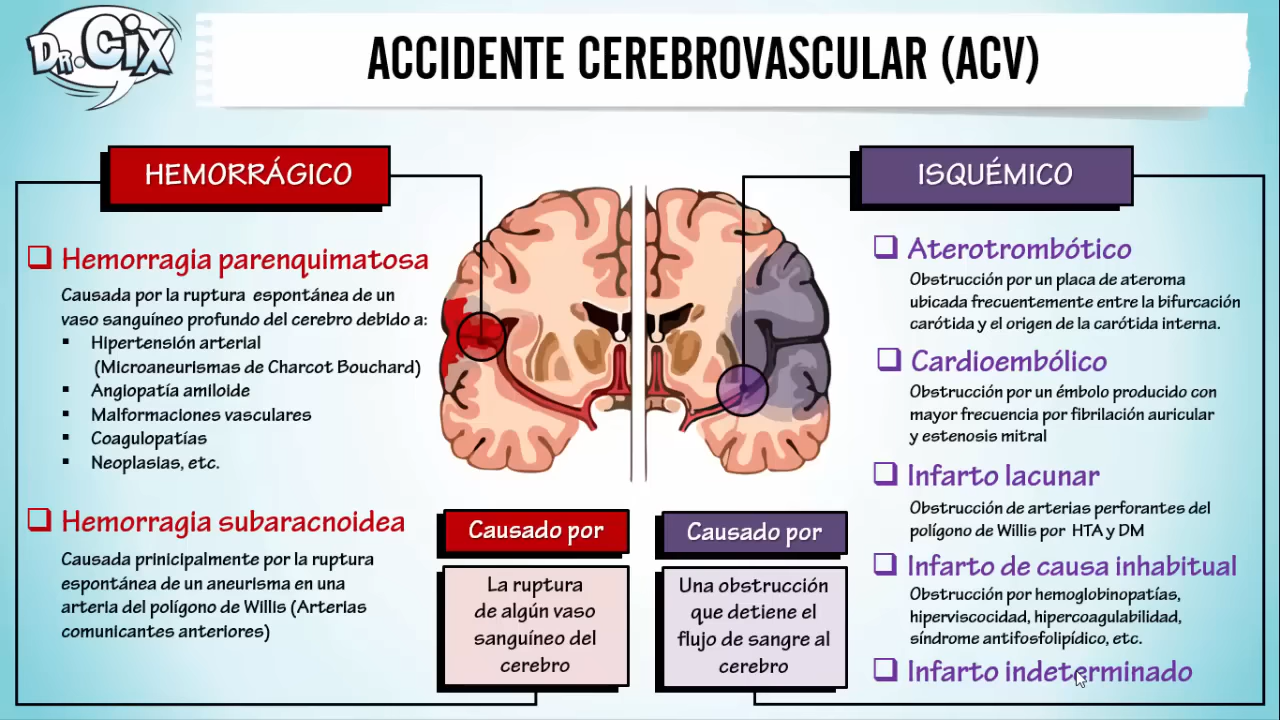 DR. CiX
ACCIDENTE CEREBROVASCULAR (ACV)
HEMORRÁGICO
Hemorragia parenquimatosa
Causada por la ruptura espontánea de un
vaso sanguíneo profundo del cerebro debido a:
Hipertensión arterial
(Microaneurismas de Charcot Bouchard)
Angiopatía amiloide
Malformaciones vasculares
Coagulopatías
Neoplasias, etc.
Hemorragia subaracnoidea
Causada prinicipalmente por la ruptura
espontánea de un aneurisma en una
arteria del polígono de Willis (Arterias
comunicantes anteriores)
Causado por
La ruptura
de algún vaso
sanguíneo del
cerebro
Causado por
Una obstrucción
que detiene el
flujo de sangre al
cerebro
ISQUÉMICO
Aterotrombótico
Obstrucción por un placa de ateroma
ubicada frecuentemente entre la bifurcación
carótida y el origen de la carótida interna.
Cardioembólico
Obstrucción por un émbolo producido con
mayor frecuencia por fibrilación auricular
y estenosis mitral
Infarto lacunar
Obstrucción de arterias perforantes del
polígono de Willis por HTA y DM
Infarto de causa inhabitual
Obstrucción por hemoglobinopatías,
hiperviscocidad, hipercoagulabilidad,
síndrome antifosfolipídico, etc.
Infarto indeterminado